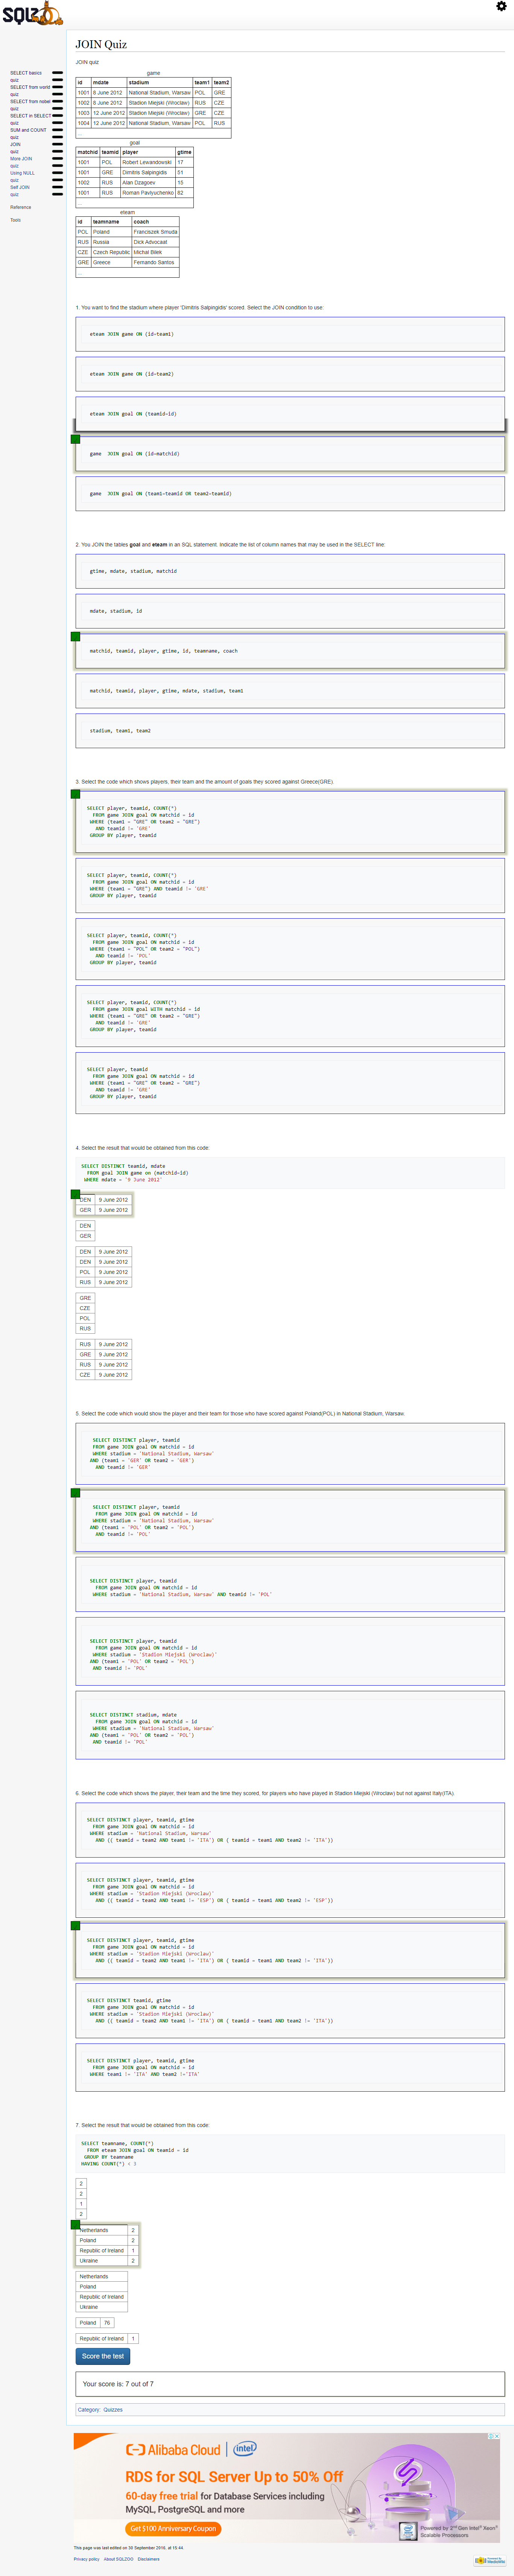 SQLZOO
SELECT basics
quiz
SELECT from world
quiz
SELECT from nobel
quiz
SELECT in SELECT
quiz
SUM and COUNT
quiz
JOIN
quiz
More JOIN
quiz
Using NULL
quiz
Self JOIN
quiz
Reference
Tools
JOIN Quiz
JOIN quiz
game
id mdate stadium team1 team2
1001 8 June 2012 National Stadium, Warsaw POL GRE
1002 8 June 2012 Stadion Miejski (Wroclaw) RUS CZE
1003 12 June 2012 Stadion Miejski (Wroclaw) GRE CZE
1004 12 June 2012 National Stadium, Warsaw POL RUS
...
goal
matchid teamid player gtime
1001 POL Robert Lewandowski 17
1001 GRE Dimitris Salpingidis 51
1002 RUS Alan Dzagoev 15
1001 RUS Roman Pavlyuchenko 82
...
eteam
id teamname coach
POL Poland Franciszek Smuda
RUS Russia Dick Advocaat
CZE Czech Republic Michal Bilek
GRE Greece Fernando Santos
...
1. You want to find the stadium where player 'Dimitris Salpingidis' scored. Select the JOIN condition to use:
eteam JOIN game ON (id=team1)
eteam JOIN game ON (id=team2)
eteam JOIN goal ON (teamid=id)
game JOIN goal ON (id=matchid)
game JOIN goal ON (team1=teamid OR team2=teamid)
2. You JOIN the tables goal and eteam in an SQL statement. Indicate the list of column names that may be used in the SELECT line:
gtime, mdate, stadium, matchid
mdate, stadium, id
matchid, teamid, player, gtime, id, teamname, coach
matchid, teamid, player, gtime, mdate, stadium, team1
stadium, team1, team2
3. Select the code which shows players, their team and the amount of goals they scored against Greece(GRE).
SELECT player, teamid, COUNT(*)
FROM game JOIN goal ON matchid = id
WHERE (team1 = "GRE" OR team2 = "GRE")
AND teamid != 'GRE'
GROUP BY player, teamid
SELECT player, teamid, COUNT(*)
FROM game JOIN goal ON matchid = id
WHERE (team1 = "GRE") AND teamid != 'GRE'
GROUP BY player, teamid
SELECT player, teamid, COUNT(*)
FROM game JOIN goal ON matchid = id
WHERE (team1 = "POL" OR team2 = "POL")
AND teamid != 'POL'
GROUP BY player, teamid
SELECT player, teamid, COUNT(*)
FROM game JOIN goal WITH matchid = id
WHERE (team1 = "GRE" OR team2 = "GRE")
AND teamid != 'GRE'
GROUP BY player, teamid
SELECT player, teamid
FROM game JOIN goal ON matchid = id
WHERE (team1 = "GRE" OR team2 = "GRE")
AND teamid != 'GRE'
GROUP BY player, teamid
4. Select the result that would be obtained from this code:
SELECT DISTINCT teamid, mdate
FROM goal JOIN game on (matchid=id)
WHERE mdate = '9 June 2012'
DEN 9 June 2012
GER 9 June 2012
DEN
GER
DEN 9 June 2012
DEN 9 June 2012
POL 9 June 2012
RUS 9 June 2012
GRE
CZE
POL
RUS
RUS 9 June 2012
GRE 9 June 2012
RUS 9 June 2012
CZE 9 June 2012
5. Select the code which would show the player and their team for those who have scored against Poland(POL) in National Stadium, Warsaw.
SELECT DISTINCT player, teamid
FROM game JOIN goal ON matchid = id
WHERE stadium = 'National Stadium, Warsaw'
AND (team1 = 'GER' OR team2 = 'GER')
AND teamid != 'GER'
SELECT DISTINCT player, teamid
FROM game JOIN goal ON matchid = id
WHERE stadium = 'National Stadium, Warsaw'
AND (team1 = 'POL' OR team2 = 'POL')
AND teamid != 'POL'
SELECT DISTINCT player, teamid
FROM game JOIN goal ON matchid = id
WHERE stadium = 'National Stadium, Warsaw' AND teamid != 'POL'
SELECT DISTINCT player, teamid
FROM game JOIN goal ON matchid = id
WHERE stadium = 'Stadion Miejski (Wroclaw)'
AND (team1 = 'POL' OR team2 = 'POL')
AND teamid != 'POL'
SELECT DISTINCT stadium, mdate
FROM game JOIN goal ON matchid = id
WHERE stadium = 'National Stadium, Warsaw'
AND (team1 = 'POL' OR team2 = 'POL')
AND teamid != 'POL'
6. Select the code which shows the player, their team and the time they scored, for players who have played in Stadion Miejski (Wroclaw) but not against Italy(ITA).
SELECT DISTINCT player, teamid, gtime
FROM game JOIN goal ON matchid = id
WHERE stadium = 'National Stadium, Warsaw'
AND (( teamid = team2 AND team1 != 'ITA') OR ( teamid = team1 AND team2 != 'ITA'))
SELECT DISTINCT player, teamid, gtime
FROM game JOIN goal ON matchid = id
WHERE stadium = 'Stadion Miejski (Wroclaw)'
AND (( teamid = team2 AND team1 != 'ESP') OR ( teamid = team1 AND team2 != 'ESP'))
SELECT DISTINCT player, teamid, gtime
FROM game JOIN goal ON matchid = id
WHERE stadium = 'Stadion Miejski (Wroclaw)'
AND (( teamid = team2 AND team1 != 'ITA') OR ( teamid = team1 AND team2 != 'ITA'))
SELECT DISTINCT teamid, gtime
FROM game JOIN goal ON matchid = id
WHERE stadium = 'Stadion Miejski (Wroclaw)'
AND (( teamid = team2 AND team1 != 'ITA') OR ( teamid = team1 AND team2 != 'ITA'))
SELECT DISTINCT player, teamid, gtime
FROM game JOIN goal ON matchid = id
WHERE team1 != 'ITA' AND team2 !='ITA'
7. Select the result that would be obtained from this code:
SELECT teamname, COUNT(*)
FROM eteam JOIN goal ON teamid = id
GROUP BY teamname
HAVING COUNT(*) < 3
2
2
1
2
Netherlands 2
Poland 2
Republic of Ireland 1
Ukraine 2
Netherlands
Poland
Republic of Ireland
Ukraine
Poland 76
Republic of Ireland 1
Score the test
Your score is: 7 out of 7
Category: Quizzes
Alibaba Cloud intel
RDS for SQL Server Up to 50% Off
60-day free trial for Database Services including
MySQL, PostgreSQL and more
Get $100 Anniversary Coupon
Powered by 2nd Gen Intel® Xeon®
Scalable Processors
This page was last edited on 30 September 2016, at 15:44.
Privacy policy About SQLZOO Disclaimers